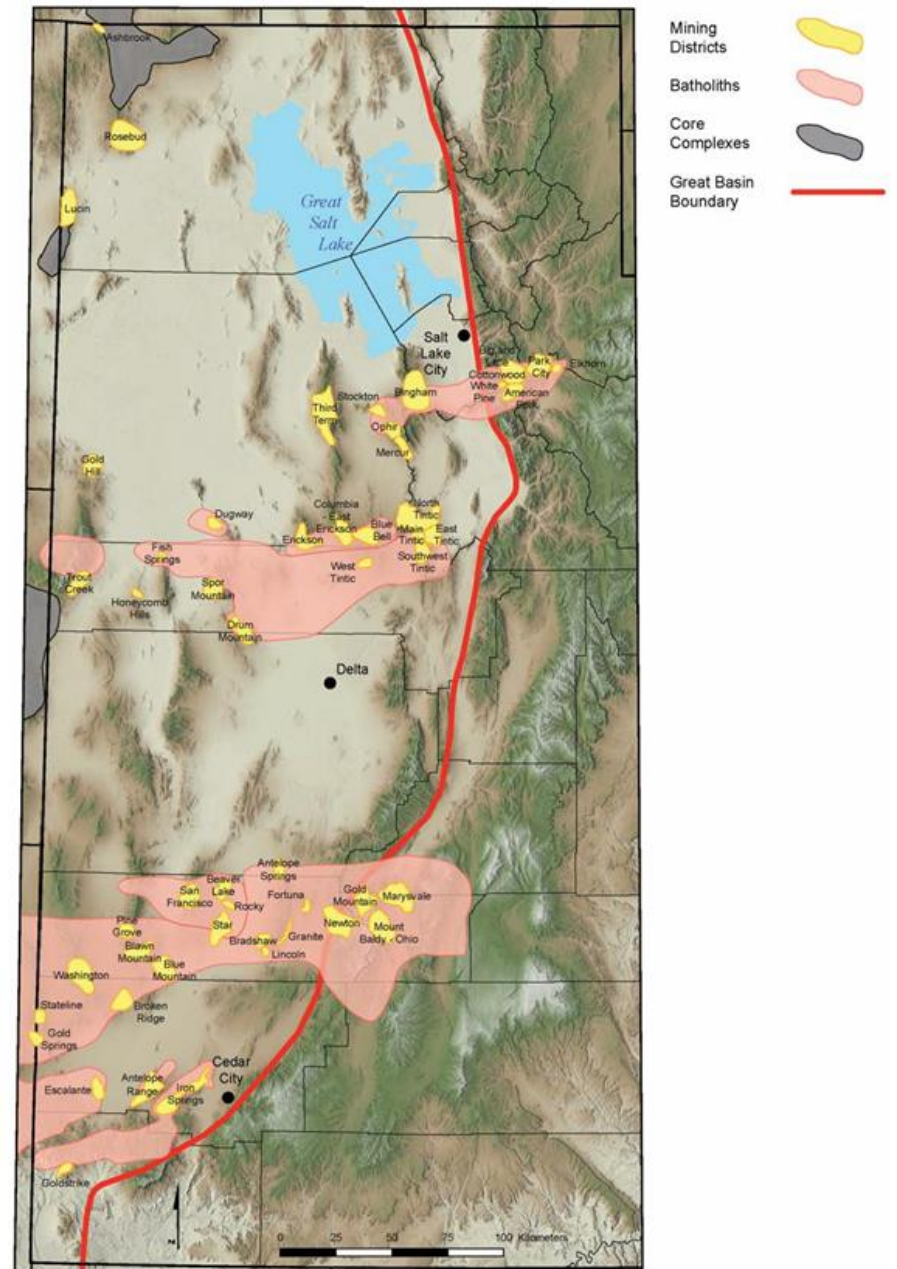 Mining
Districts
Batholiths
Core
Complexes
Great Basin
Boundary
Ashbrook
Rosebud
Lucin
Great
Salt
Lake
Salt
Lake
City
Cottonwood
Park
City
Elkhorn
White
Pine
American
Bingham
Stockton
Third
Term
Ophir
Mercur
Gold
Hill
Dugway
Columbia
- East
Erickson
Erickson
Blue
Bell
North
Tintic
Main
Tintic
East
Tintic
Southwest
Tintic
West
Tintic
Fish
Springs
Trout
Creek
Honeycomb
Hills
Spor
Mountain
Drum
Mountain
Delta
Antelope
Springs
Beaver
Lake
San
Francisco
Rocky
Fortuna
Gold
Mountain
Marysvale
Star
Newton
Mount
Baldy - Ohio
Bradshaw
Granite
Lincoln
Pine
Grove
Blawn
Mountain
Blue
Mountain
Washington
Stateline
Broken
Ridge
Gold
Springs
Cedar
City
Escalante
Antelope
Range
Iron
Springs
Goldstrike
N
0 25 50 75 100 Kilometers